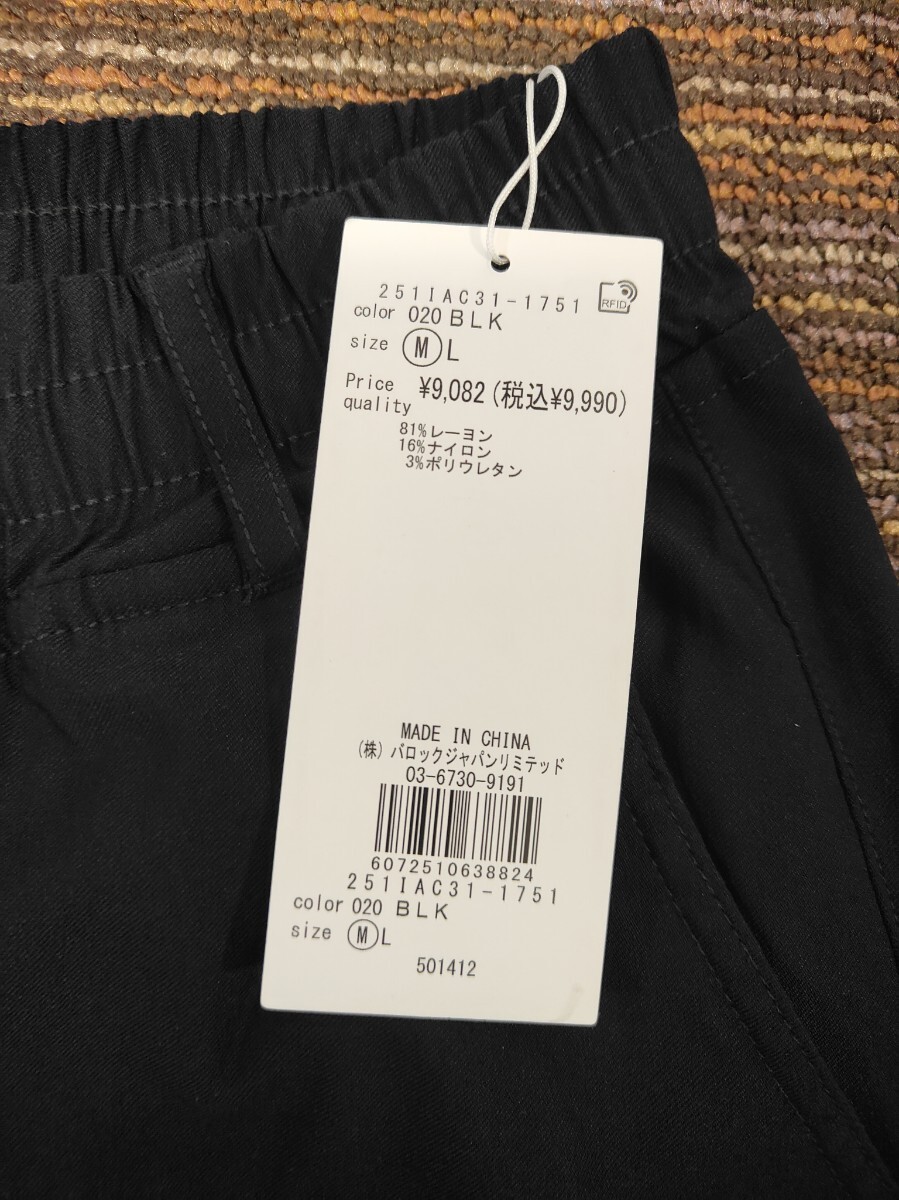 251IAC31-1751
RFID
color 020 BLK
size M L
Price ¥9,082(税込¥9,990)
quality
81%レーヨン
16%ナイロン
3%ポリウレタン
MADE IN CHINA
(株)バロックジャパンリミテッド
03-6730-9191
6072510638824
251IAC31-1751
color 020 BLK
size M L
501412